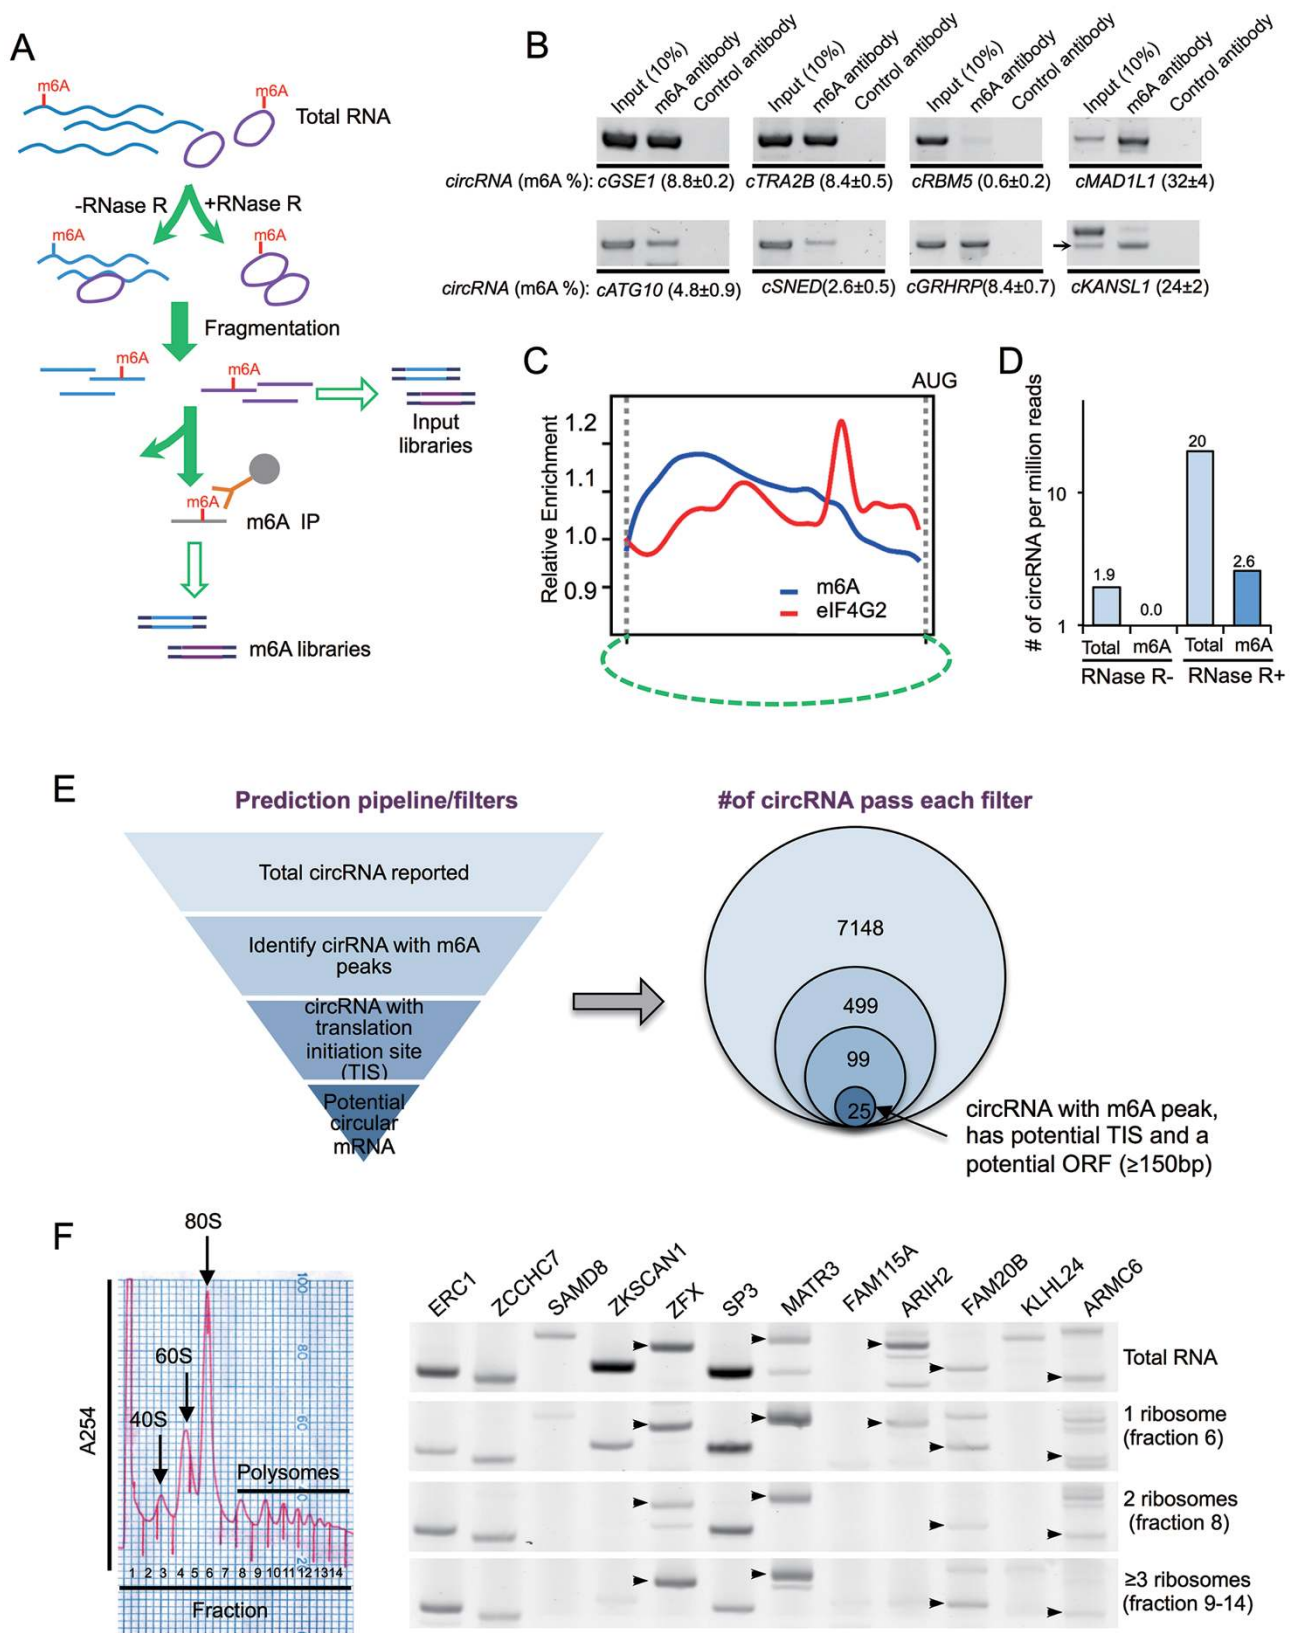 A
m6A
m6A
Total RNA
-RNase R
+RNase R
m6A
m6A
Fragmentation
m6A
m6A
Input
libraries
m6A
m6A IP
m6A libraries
B
Input (10%)
m6A antibody
Control antibody
Input (10%)
m6A antibody
Control antibody
Input (10%)
m6A antibody
Control antibody
Input (10%)
m6A antibody
Control antibody
circRNA (m6A %): cGSE1 (8.8±0.2) cTRA2B (8.4±0.5) cRBM5 (0.6±0.2) cMAD1L1 (32±4)
circRNA (m6A %): cATG10 (4.8±0.9) cSNED(2.6±0.5) cGRHRP(8.4±0.7) cKANSL1 (24±2)
C
AUG
Relative Enrichment
1.2
1.1
1.0
0.9
m6A
eIF4G2
D
# of circRNA per million reads
10
1
1.9
0.0
20
2.6
Total m6A Total m6A
RNase R- RNase R+
E
Prediction pipeline/filters
Total circRNA reported
Identify cirRNA with m6A
peaks
circRNA with
translation
initiation site
(TIS)
Potential
circular
mRNA
#of circRNA pass each filter
7148
499
99
25
circRNA with m6A peak,
has potential TIS and a
potential ORF (≥150bp)
F
80S
60S
40S
A254
Polysomes
100
80
60
40
20
1 2 3 4 5 6 7 8 9 10 11 12 13 14
Fraction
ERC1
ZCCHC7
SAMD8
ZKSCAN1
ZFX
SP3
MATR3
FAM115A
ARIH2
FAM20B
KLHL24
ARMC6
Total RNA
1 ribosome
(fraction 6)
2 ribosomes
(fraction 8)
≥3 ribosomes
(fraction 9-14)